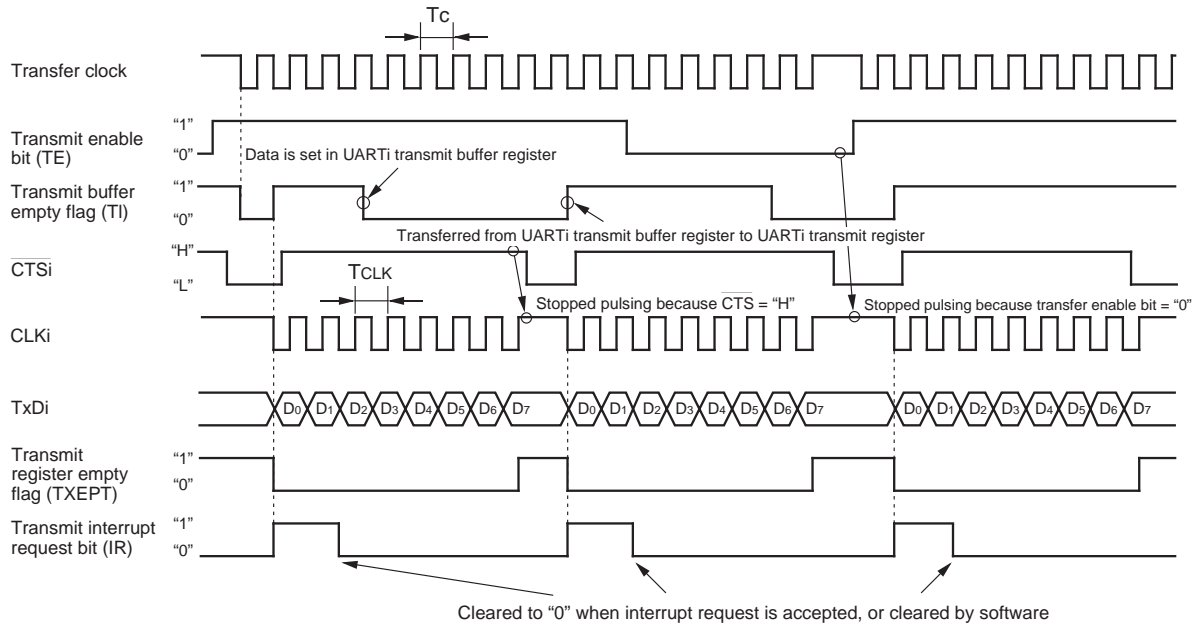 Tc
Transfer clock
Transmit enable
bit (TE)
“1”
“0”
Data is set in UARTi transmit buffer register
Transmit buffer
empty flag (TI)
“1”
“0”
Transferred from UARTi transmit buffer register to UARTi transmit register
CTSi
“H”
“L”
TCLK
Stopped pulsing because CTS = “H”
Stopped pulsing because transfer enable bit = “0”
CLKi
TxDi
D0 D1 D2 D3 D4 D5 D6 D7 D0 D1 D2 D3 D4 D5 D6 D7 D0 D1 D2 D3 D4 D5 D6 D7
Transmit
register empty
flag (TXEPT)
“1”
“0”
Transmit interrupt
request bit (IR)
“1”
“0”
Cleared to “0” when interrupt request is accepted, or cleared by software